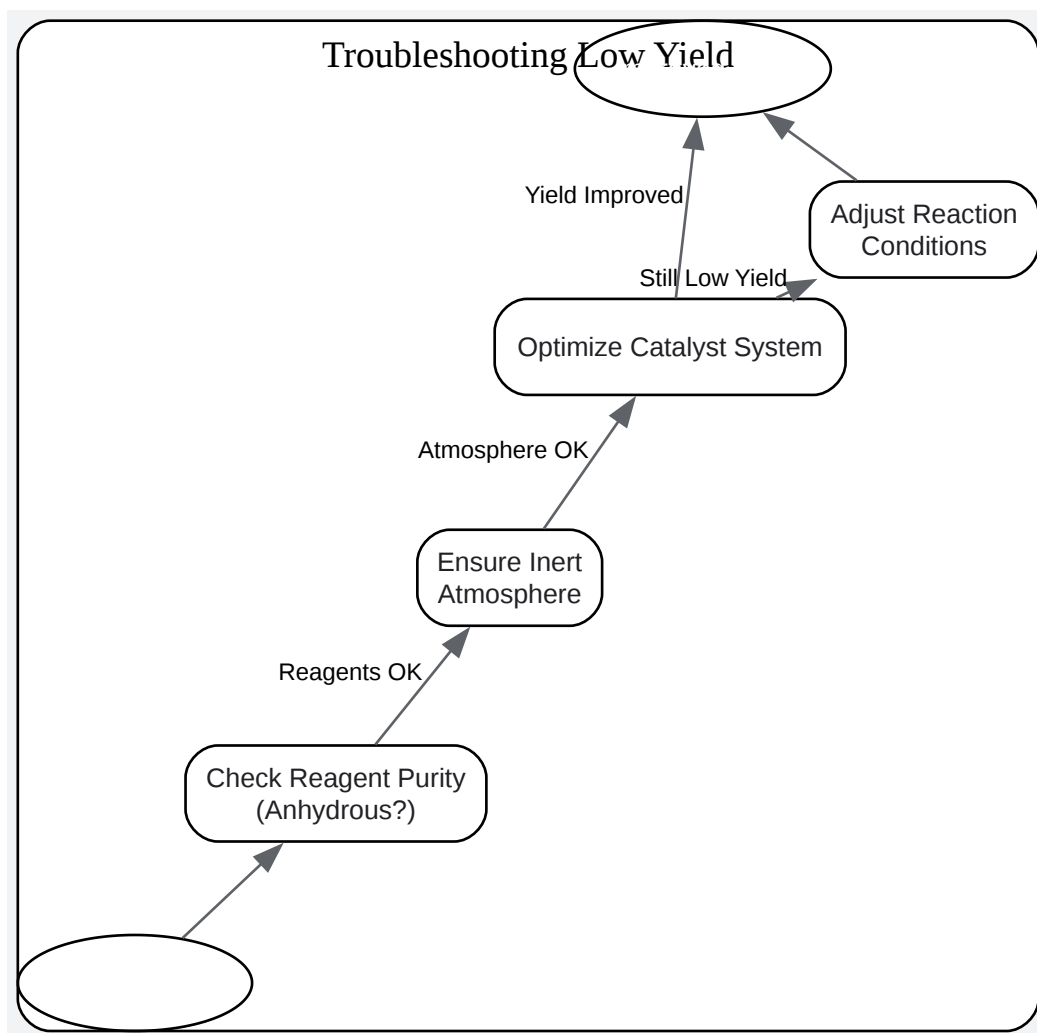 Troubleshooting Low Yield
Yield Improved
Adjust Reaction
Conditions
Still Low Yield
Optimize Catalyst System
Atmosphere OK
Ensure Inert
Atmosphere
Reagents OK
Check Reagent Purity
(Anhydrous?)